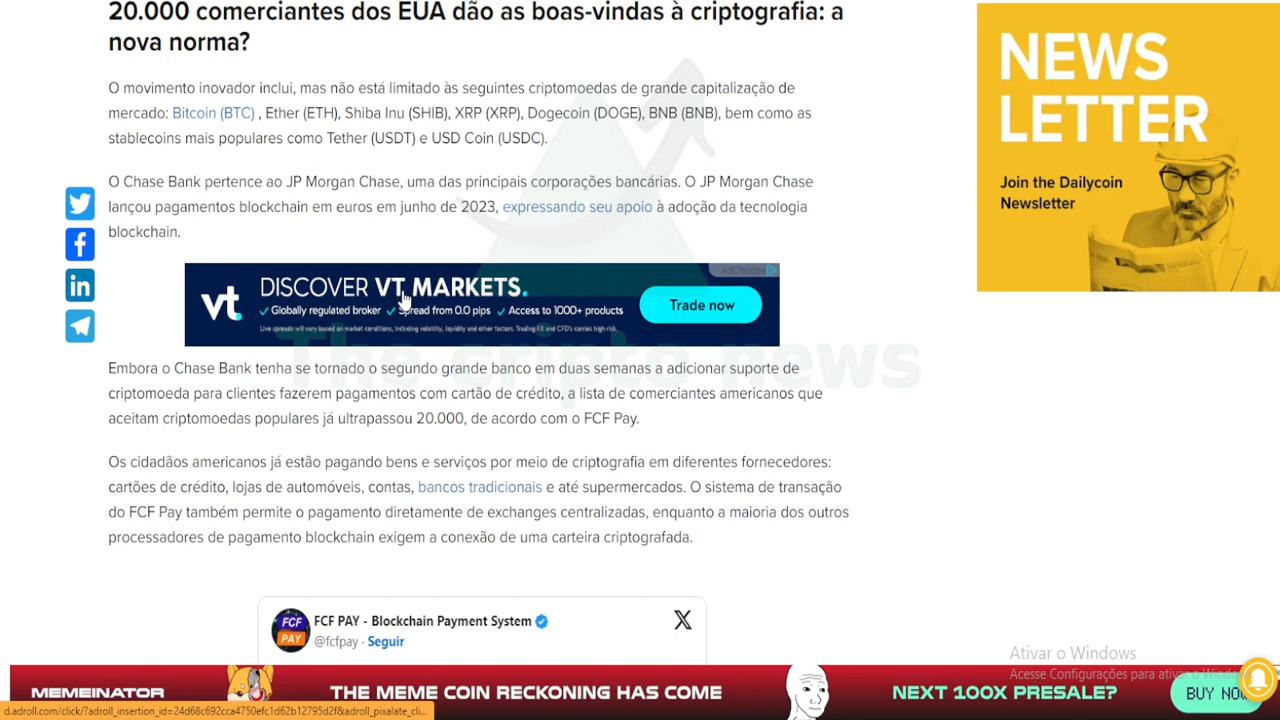 20.000 comerciantes dos EUA dão as boas-vindas à criptografia: a
nova norma?
O movimento inovador inclui, mas não está limitado às seguintes criptomoedas de grande capitalização de
mercado: Bitcoin (BTC) , Ether (ETH), Shiba Inu (SHIB), XRP (XRP), Dogecoin (DOGE), BNB (BNB), bem como as
stablecoins mais populares como Tether (USDT) e USD Coin (USDC).
O Chase Bank pertence ao JP Morgan Chase, uma das principais corporações bancárias. O JP Morgan Chase
lançou pagamentos blockchain em euros em junho de 2023, expressando seu apoio à adoção da tecnologia
blockchain.
AdChoices
vt.
DISCOVER VT MARKETS.
✓ Globally regulated broker ✓ Spread from 0.0 pips ✓ Access to 1000+ products
Live spreads will vary based on market conditions, including volatility, liquidity and other factors. Trading FX and CFD's carries high risk.
Trade now
The cripto news
Embora o Chase Bank tenha se tornado o segundo grande banco em duas semanas a adicionar suporte de
criptomoeda para clientes fazerem pagamentos com cartão de crédito, a lista de comerciantes americanos que
aceitam criptomoedas populares já ultrapassou 20.000, de acordo com o FCF Pay.
Os cidadãos americanos já estão pagando bens e serviços por meio de criptografia em diferentes fornecedores:
cartões de crédito, lojas de automóveis, contas, bancos tradicionais e até supermercados. O sistema de transação
do FCF Pay também permite o pagamento diretamente de exchanges centralizadas, enquanto a maioria dos outros
processadores de pagamento blockchain exigem a conexão de uma carteira criptografada.
FCF
PAY
FCF PAY - Blockchain Payment System
@fcfpay · Seguir
NEWS
LETTER
Join the Dailycoin
Newsletter
Ativar o Windows
Acesse Configurações para ativar o Windows
MEMEINATOR
THE MEME COIN RECKONING HAS COME
NEXT 100X PRESALE?
BUY NO
d.adroll.com/click/?adroll_insertion_id=24d68c692cca4750efc1d62b12795d2f&adroll_pixalate_cli...